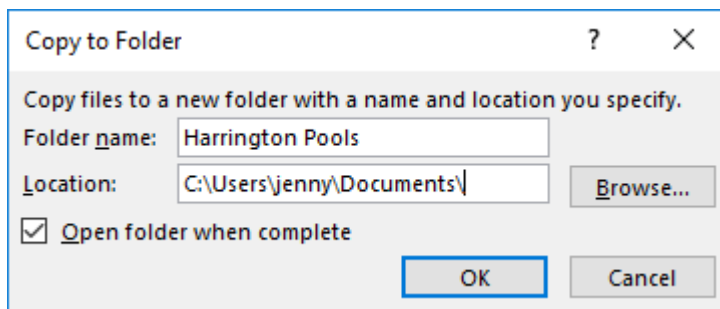 Copy to Folder ?
Copy files to a new folder with a name and location you specify.
Folder name: Harrington Pools
Location: C:\Users\jenny\Documents\ Browse...
Open folder when complete
OK Cancel